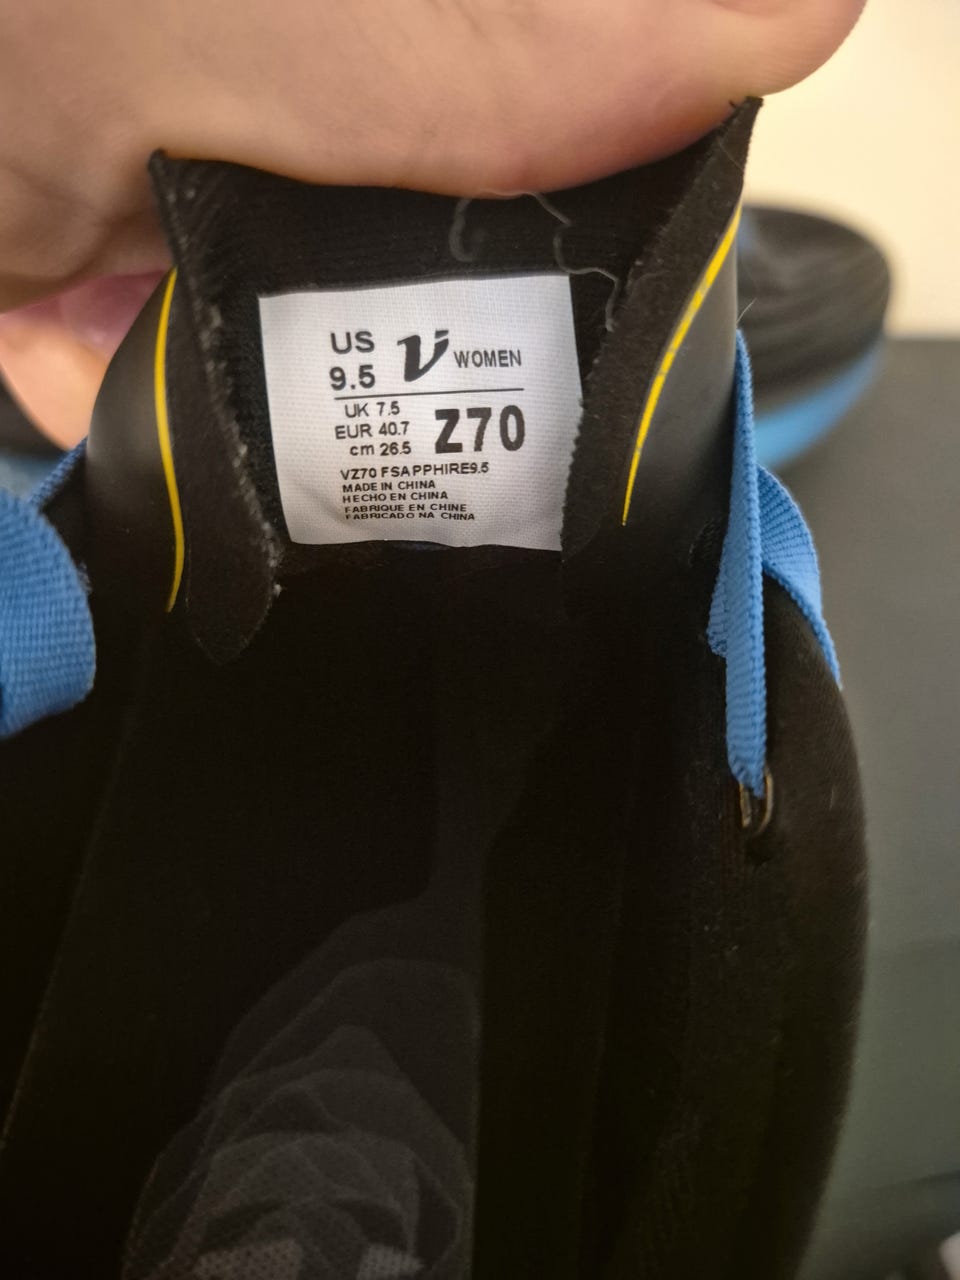 US
9.5
V WOMEN
UK 7.5
EUR 40.7
cm 26.5
Z70
VZ70 FSAPPHIRE9.5
MADE IN CHINA
HECHO EN CHINA
FABRIQUE EN CHINE
FABRICADO NA CHINA